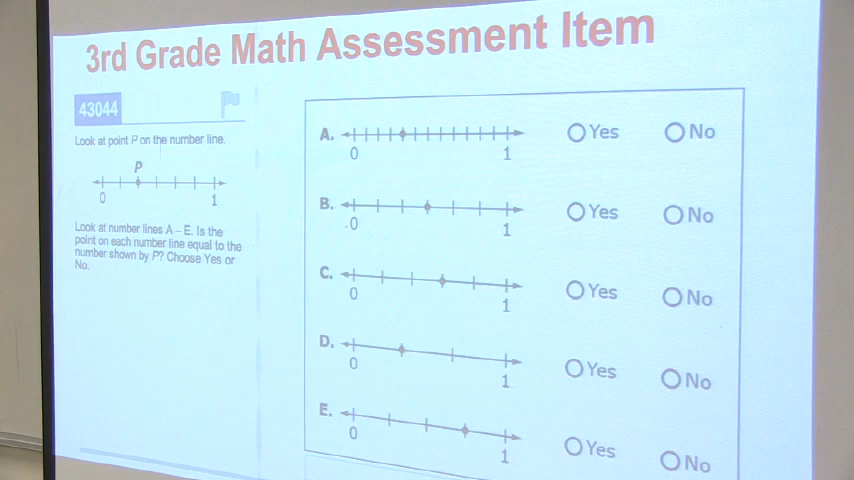 3rd Grade Math Assessment Item
43044
Look at point P on the number line.
P
0 1
Look at number lines A – E. Is the
point on each number line equal to the
number shown by P? Choose Yes or
No.
A. Yes No
0 1
B. Yes No
0 1
C. Yes No
0 1
D. Yes No
0 1
E. Yes No
0 1